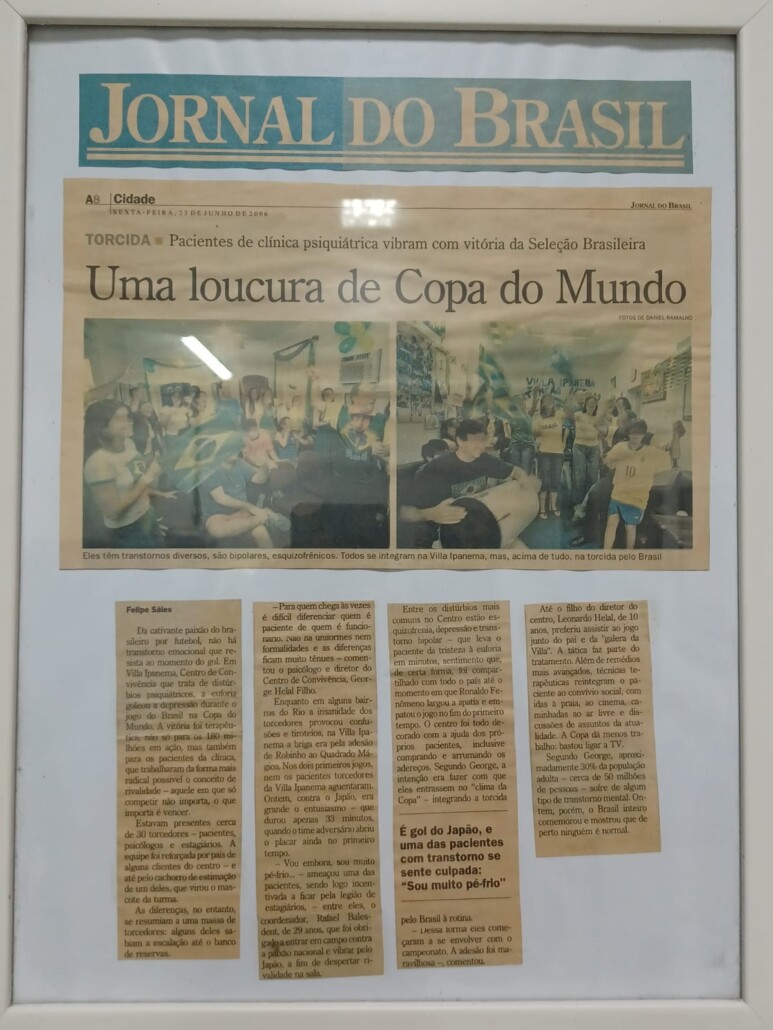 JORNAL DO BRASIL
A8 Cidade
SEXTA-FEIRA, 23 DE JUNHO DE 2006
JORNAL DO BRASIL
TORCIDA ■ Pacientes de clínica psiquiátrica vibram com vitória da Seleção Brasileira
Uma loucura de Copa do Mundo
FOTOS DE DANIEL RAMALHO
VILLA IPANEMA
BRASIL
10
Eles têm transtornos diversos, são bipolares, esquizofrênicos. Todos se integram na Villa Ipanema, mas, acima de tudo, na torcida pelo Brasil
Felipe Sáles
Da cativante paixão do bra-
sileiro por futebol, não há
transtorno emocional que re-
sista ao momento do gol. Em
Villa Ipanema, Centro de Con-
vivência que trata de distúr-
bios psiquiátricos, a euforia
goleou a depressão durante o
jogo do Brasil na Copa do
Mundo. A vitória foi terapêu-
tica, não só para os 180 mi-
lhões em ação, mas também
para os pacientes da clínica,
que trabalharam da forma mais
radical possível o conceito de
rivalidade – aquele em que só
competir não importa, o que
importa é vencer.
Estavam presentes cerca
de 30 torcedores – pacientes,
psicólogos e estagiários. A
equipe foi reforçada por pais de
alguns clientes do centro – e
até pelo cachorro de estimação
de um deles, que virou o mas-
cote da turma.
As diferenças, no entanto,
se resumiam a uma massa de
torcedores: alguns deles sa-
biam a escalação até o banco
de reservas.
– Para quem chega às vezes
é difícil diferenciar quem é
paciente de quem é funcio-
nário. Não há uniformes nem
formalidades e as diferenças
ficam muito tênues – comen-
tou o psicólogo e diretor do
Centro de Convivência, Geor-
ge Helal Filho.
Enquanto em alguns bair-
ros do Rio a insanidade dos
torcedores provocou confu-
sões e tiroteios, na Villa Ipa-
nema a briga era pela adesão
de Robinho ao Quadrado Má-
gico. Nos dois primeiros jogos,
nem os pacientes torcedores
da Villa Ipanema aguentaram.
Ontem, contra o Japão, era
grande o entusiasmo – que
durou apenas 33 minutos,
quando o time adversário abriu
o placar ainda no primeiro
tempo.
– Vou embora, sou muito
pé-frio... – ameaçou uma das
pacientes, sendo logo incen-
tivada a ficar pela legião de
estagiários, – entre eles, o
coordenador, Rafael Bales-
dent, de 29 anos, que foi obri-
gado a entrar em campo contra
a paixão nacional e vibrar pelo
Japão, a fim de despertar ri-
validade na sala.
Entre os distúrbios mais
comuns no Centro estão es-
quizofrenia, depressão e trans-
torno bipolar – que leva o
paciente da tristeza à euforia
em minutos, sentimento que,
de certa forma, foi compar-
tilhado com todo o país até o
momento em que Ronaldo Fe-
nômeno largou a apatia e em-
patou o jogo no fim do primeiro
tempo. O centro foi todo de-
corado com a ajuda dos pró-
prios pacientes, inclusive
comprando e arrumando os
adereços. Segundo George, a
intenção era fazer com que
eles entrassem no "clima da
Copa" – integrando a torcida
É gol do Japão, e
uma das pacientes
com transtorno se
sente culpada:
"Sou muito pé-frio"
pelo Brasil à rotina.
– Dessa forma eles come-
çaram a se envolver com o
campeonato. A adesão foi ma-
ravilhosa –, comentou.
Até o filho do diretor do
centro, Leonardo Helal, de 10
anos, preferiu assistir ao jogo
junto do pai e da "galera da
Villa". A tática faz parte do
tratamento. Além de remédios
mais avançados, técnicas te-
rapêuticas reintegram o pa-
ciente ao convívio social, com
idas à praia, ao cinema, ca-
minhadas ao ar livre e dis-
cussões de assuntos da atua-
lidade. A Copa dá menos tra-
balho: bastou ligar a TV.
Segundo George, aproxi-
madamente 30% da população
adulta – cerca de 50 milhões
de pessoas – sofre de algum
tipo de transtorno mental. On-
tem, porém, o Brasil inteiro
comemorou e mostrou que de
perto ninguém é normal.